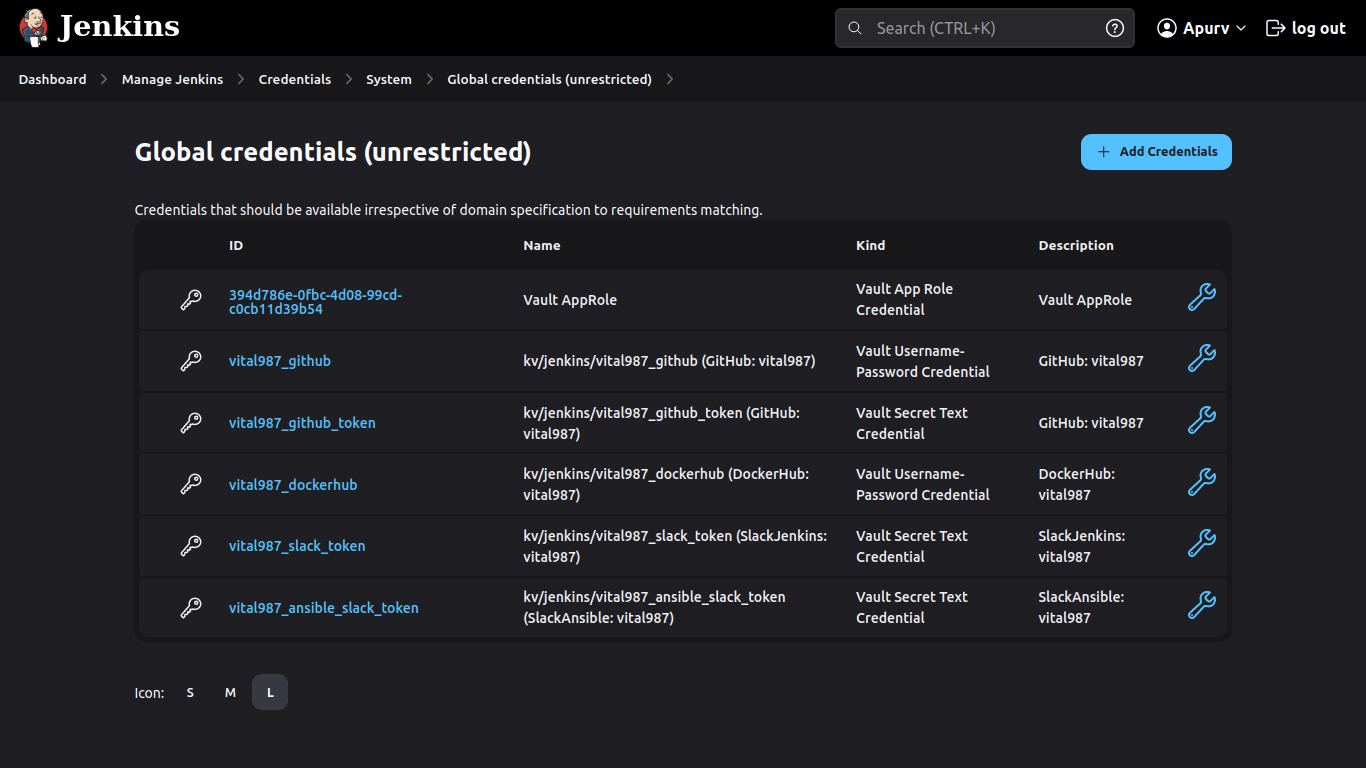 Jenkins
Search (CTRL+K)
Apurv
log out
Dashboard
Manage Jenkins
Credentials
System
Global credentials (unrestricted)
Global credentials (unrestricted)
Add Credentials
Credentials that should be available irrespective of domain specification to requirements matching.
ID Name Kind Description
394d786e-0fbc-4d08-99cd-
c0cb11d39b54
Vault AppRole
Vault App Role
Credential
Vault AppRole
vital987_github
kv/jenkins/vital987_github (GitHub: vital987)
Vault Username-
Password Credential
GitHub: vital987
vital987_github_token
kv/jenkins/vital987_github_token (GitHub:
vital987)
Vault Secret Text
Credential
GitHub: vital987
vital987_dockerhub
kv/jenkins/vital987_dockerhub (DockerHub:
vital987)
Vault Username-
Password Credential
DockerHub:
vital987
vital987_slack_token
kv/jenkins/vital987_slack_token (SlackJenkins:
vital987)
Vault Secret Text
Credential
SlackJenkins:
vital987
vital987_ansible_slack_token
kv/jenkins/vital987_ansible_slack_token
(SlackAnsible: vital987)
Vault Secret Text
Credential
SlackAnsible:
vital987
Icon: S M L